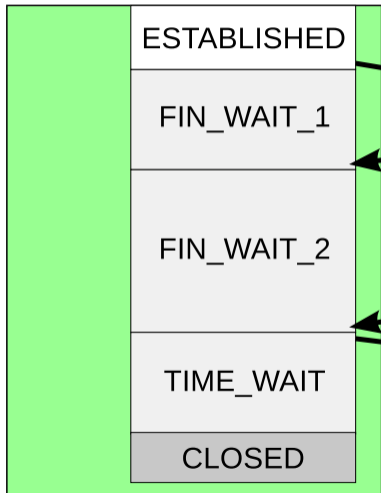 ESTABLISHED
FIN_WAIT_1
FIN_WAIT_2
TIME_WAIT
CLOSED